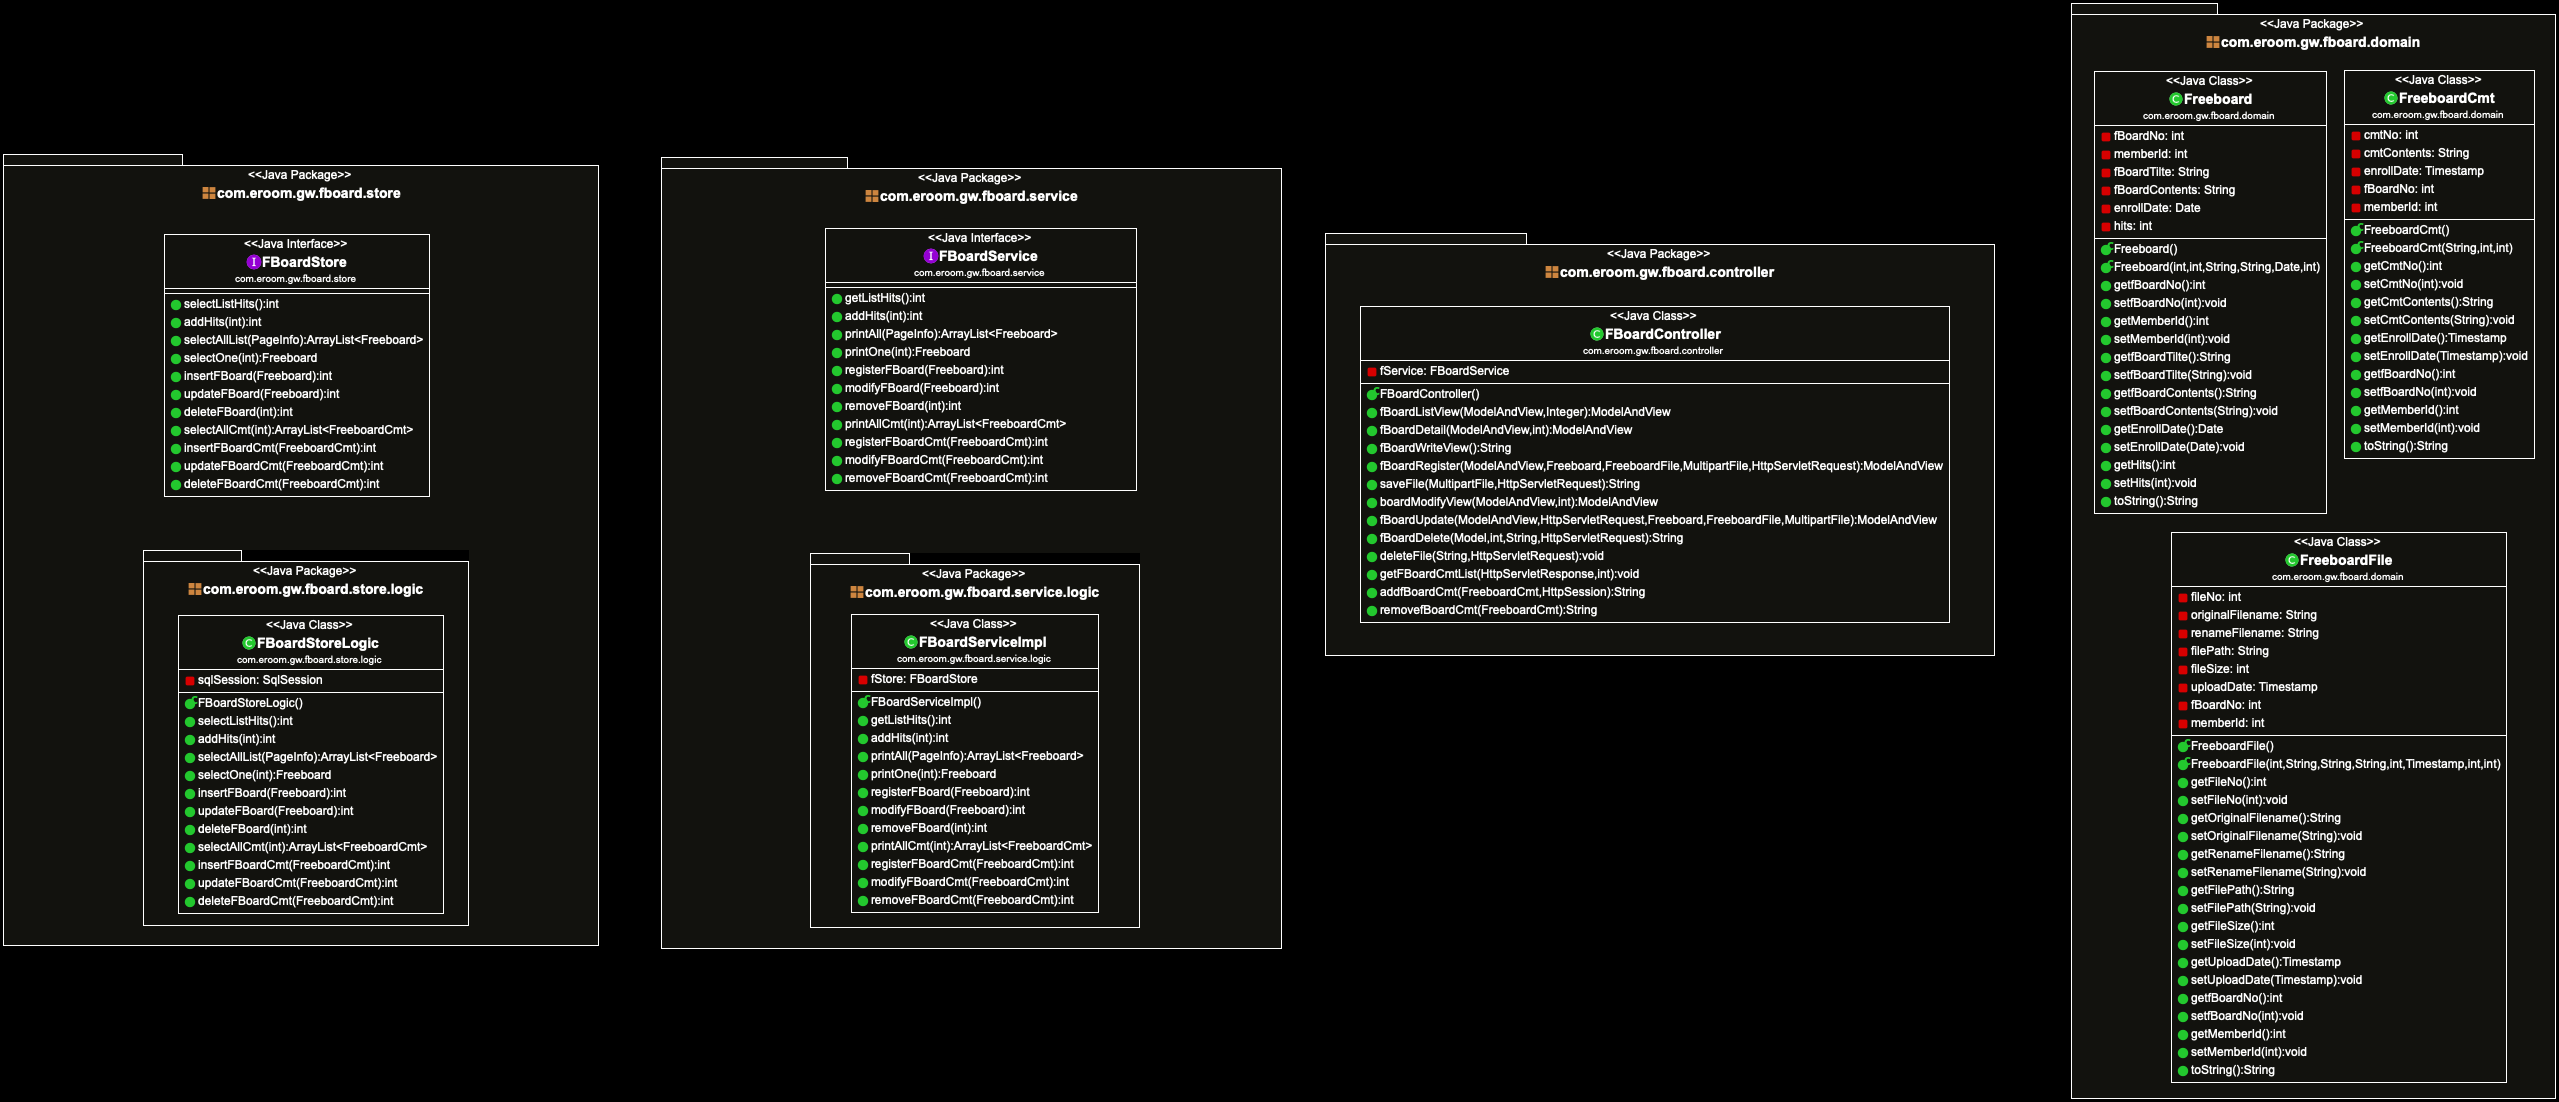 <<Java Package>>
com.eroom.gw.fboard.store
<<Java Interface>>
I FBoardStore
com.eroom.gw.fboard.store
selectListHits():int
addHits(int):int
selectAllList(PageInfo):ArrayList<Freeboard>
selectOne(int):Freeboard
insertFBoard(Freeboard):int
updateFBoard(Freeboard):int
deleteFBoard(int):int
selectAllCmt(int):ArrayList<FreeboardCmt>
insertFBoardCmt(FreeboardCmt):int
updateFBoardCmt(FreeboardCmt):int
deleteFBoardCmt(FreeboardCmt):int
<<Java Package>>
com.eroom.gw.fboard.store.logic
<<Java Class>>
C FBoardStoreLogic
com.eroom.gw.fboard.store.logic
sqlSession: SqlSession
FBoardStoreLogic()
selectListHits():int
addHits(int):int
selectAllList(PageInfo):ArrayList<Freeboard>
selectOne(int):Freeboard
insertFBoard(Freeboard):int
updateFBoard(Freeboard):int
deleteFBoard(int):int
selectAllCmt(int):ArrayList<FreeboardCmt>
insertFBoardCmt(FreeboardCmt):int
updateFBoardCmt(FreeboardCmt):int
deleteFBoardCmt(FreeboardCmt):int
<<Java Package>>
com.eroom.gw.fboard.service
<<Java Interface>>
I FBoardService
com.eroom.gw.fboard.service
getListHits():int
addHits(int):int
printAll(PageInfo):ArrayList<Freeboard>
printOne(int):Freeboard
registerFBoard(Freeboard):int
modifyFBoard(Freeboard):int
removeFBoard(int):int
printAllCmt(int):ArrayList<FreeboardCmt>
registerFBoardCmt(FreeboardCmt):int
modifyFBoardCmt(FreeboardCmt):int
removeFBoardCmt(FreeboardCmt):int
<<Java Package>>
com.eroom.gw.fboard.service.logic
<<Java Class>>
C FBoardServiceImpl
com.eroom.gw.fboard.service.logic
fStore: FBoardStore
FBoardServiceImpl()
getListHits():int
addHits(int):int
printAll(PageInfo):ArrayList<Freeboard>
printOne(int):Freeboard
registerFBoard(Freeboard):int
modifyFBoard(Freeboard):int
removeFBoard(int):int
printAllCmt(int):ArrayList<FreeboardCmt>
registerFBoardCmt(FreeboardCmt):int
modifyFBoardCmt(FreeboardCmt):int
removeFBoardCmt(FreeboardCmt):int
<<Java Package>>
com.eroom.gw.fboard.controller
<<Java Class>>
C FBoardController
com.eroom.gw.fboard.controller
fService: FBoardService
FBoardController()
fBoardListView(ModelAndView,Integer):ModelAndView
fBoardDetail(ModelAndView,int):ModelAndView
fBoardWriteView():String
fBoardRegister(ModelAndView,Freeboard,FreeboardFile,MultipartFile,HttpServletRequest):ModelAndView
saveFile(MultipartFile,HttpServletRequest):String
boardModifyView(ModelAndView,int):ModelAndView
fBoardUpdate(ModelAndView,HttpServletRequest,Freeboard,FreeboardFile,MultipartFile):ModelAndView
fBoardDelete(Model,int,String,HttpServletRequest):String
deleteFile(String,HttpServletRequest):void
getFBoardCmtList(HttpServletResponse,int):void
addfBoardCmt(FreeboardCmt,HttpSession):String
removefBoardCmt(FreeboardCmt):String
<<Java Package>>
com.eroom.gw.fboard.domain
<<Java Class>>
C Freeboard
com.eroom.gw.fboard.domain
fBoardNo: int
memberId: int
fBoardTilte: String
fBoardContents: String
enrollDate: Date
hits: int
Freeboard()
Freeboard(int,int,String,String,Date,int)
getfBoardNo():int
setfBoardNo(int):void
getMemberId():int
setMemberId(int):void
getfBoardTilte():String
setfBoardTilte(String):void
getfBoardContents():String
setfBoardContents(String):void
getEnrollDate():Date
setEnrollDate(Date):void
getHits():int
setHits(int):void
toString():String
<<Java Class>>
C FreeboardCmt
com.eroom.gw.fboard.domain
cmtNo: int
cmtContents: String
enrollDate: Timestamp
fBoardNo: int
memberId: int
FreeboardCmt()
FreeboardCmt(String,int,int)
getCmtNo():int
setCmtNo(int):void
getCmtContents():String
setCmtContents(String):void
getEnrollDate():Timestamp
setEnrollDate(Timestamp):void
getfBoardNo():int
setfBoardNo(int):void
getMemberId():int
setMemberId(int):void
toString():String
<<Java Class>>
C FreeboardFile
com.eroom.gw.fboard.domain
fileNo: int
originalFilename: String
renameFilename: String
filePath: String
fileSize: int
uploadDate: Timestamp
fBoardNo: int
memberId: int
FreeboardFile()
FreeboardFile(int,String,String,String,int,Timestamp,int,int)
getFileNo():int
setFileNo(int):void
getOriginalFilename():String
setOriginalFilename(String):void
getRenameFilename():String
setRenameFilename(String):void
getFilePath():String
setFilePath(String):void
getFileSize():int
setFileSize(int):void
getUploadDate():Timestamp
setUploadDate(Timestamp):void
getfBoardNo():int
setfBoardNo(int):void
getMemberId():int
setMemberId(int):void
toString():String